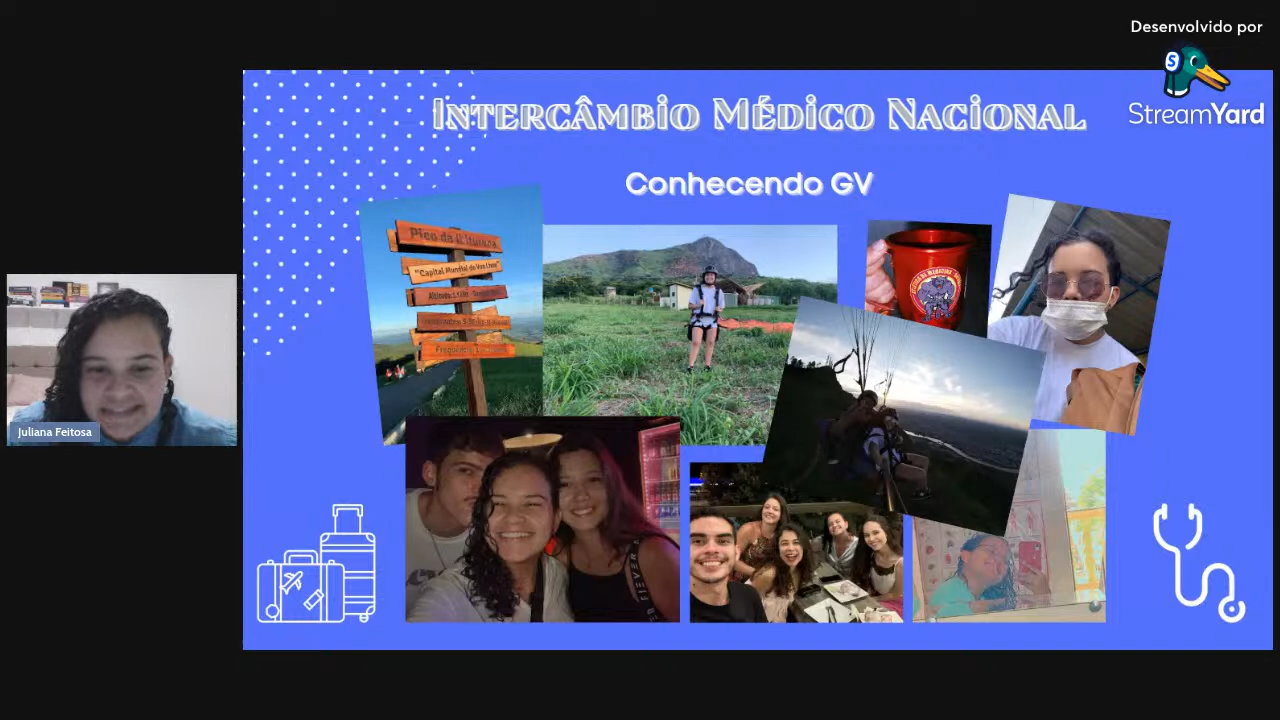 Desenvolvido por
S
StreamYard
Intercâmbio Médico Nacional
Conhecendo GV
Pico da Ibituruna
"Capital Mundial do Voo Livre"
Juliana Feitosa